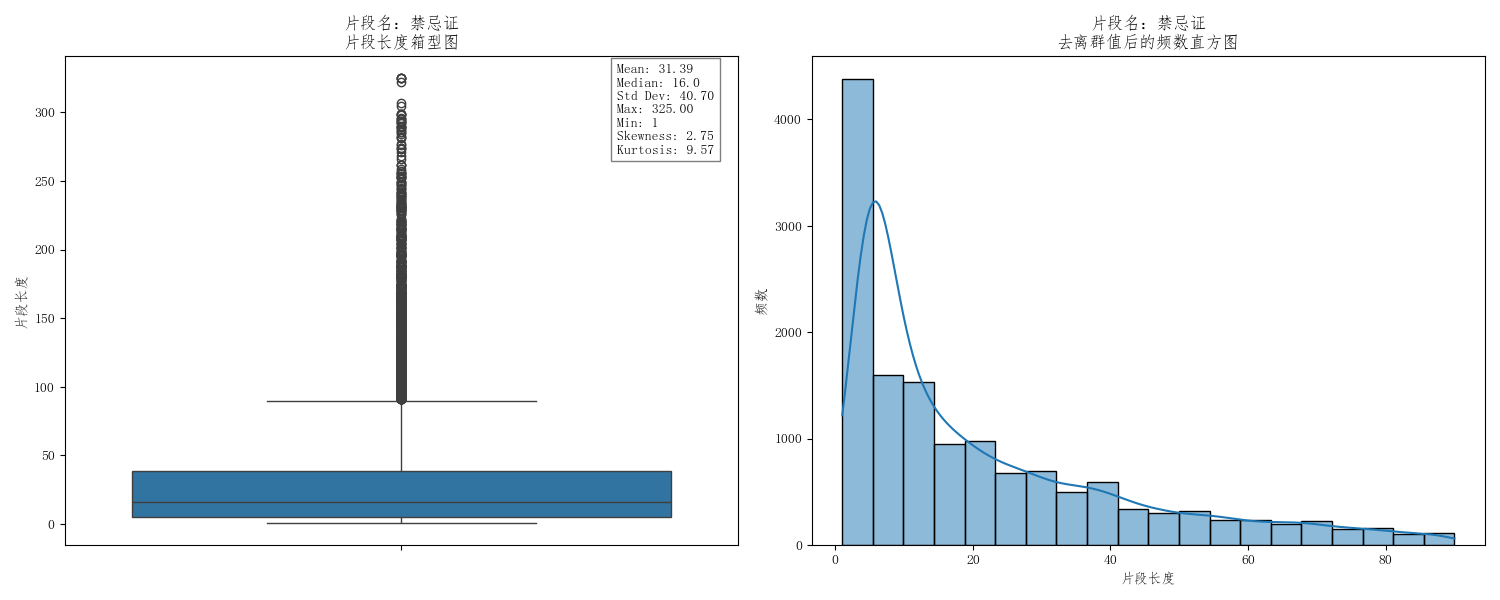 片段名：禁忌证
片段长度箱型图
Mean: 31.39
Median: 16.0
Std Dev: 40.70
Max: 325.00
Min: 1
Skewness: 2.75
Kurtosis: 9.57
300
250
200
150
100
50
0
片段长度
片段名：禁忌证
去离群值后的频数直方图
4000
3000
2000
1000
0
频数
0 20 40 60 80
片段长度